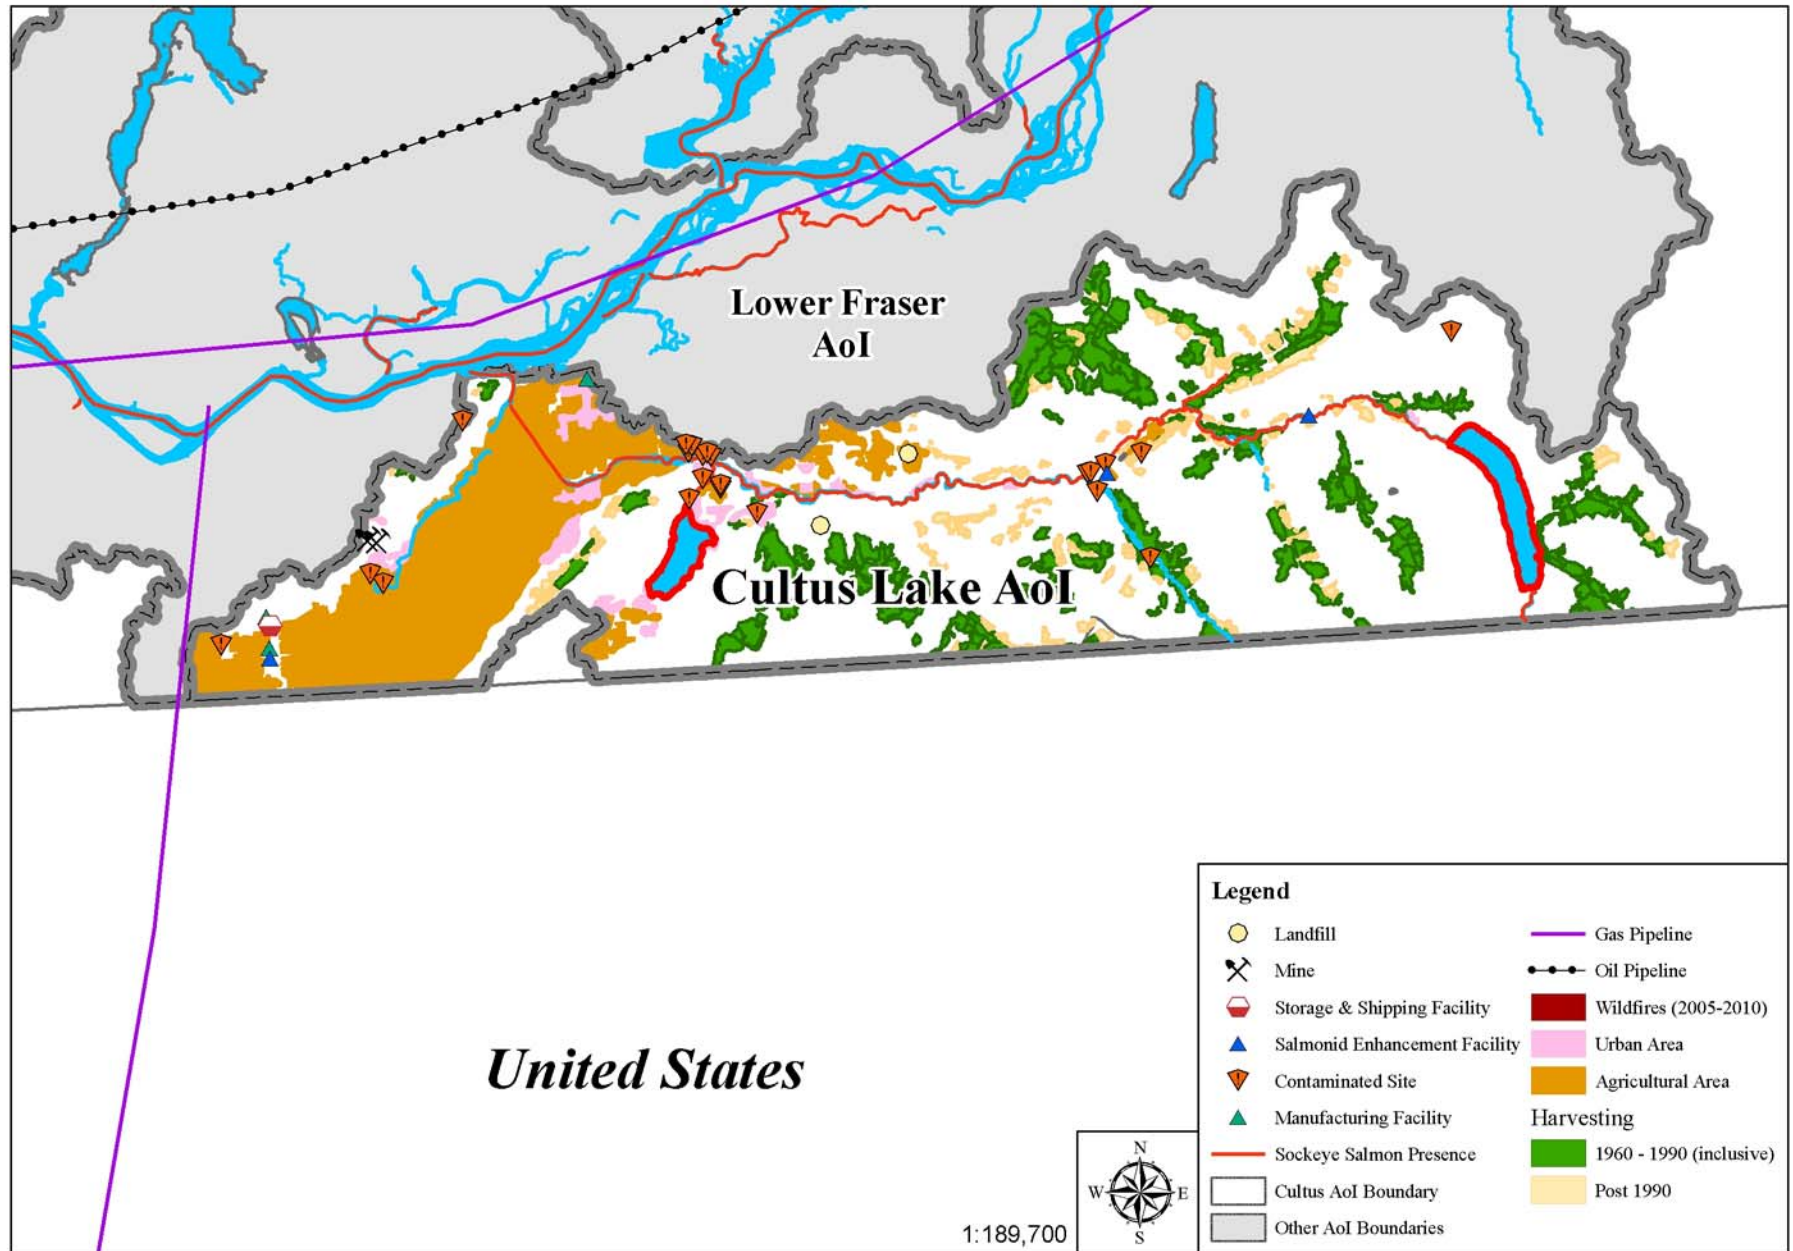 Lower Fraser
AoI
Cultus Lake AoI
United States
Legend
Landfill
Mine
Storage & Shipping Facility
Salmonid Enhancement Facility
Contaminated Site
Manufacturing Facility
Sockeye Salmon Presence
Cultus AoI Boundary
Other AoI Boundaries
Gas Pipeline
Oil Pipeline
Wildfires (2005-2010)
Urban Area
Agricultural Area
Harvesting
1960 - 1990 (inclusive)
Post 1990
N
W E
S
1:189,700